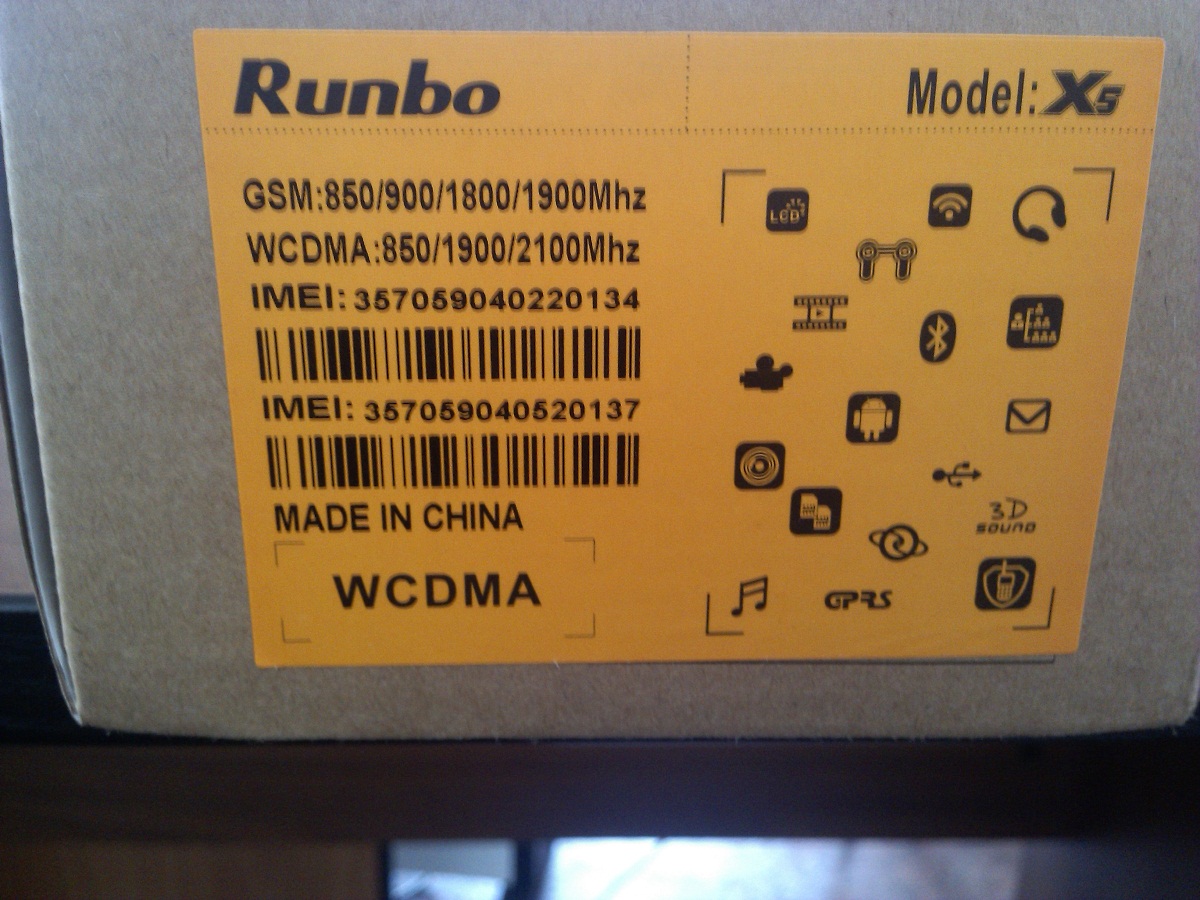 Runbo
Model: X5
GSM:850/900/1800/1900Mhz
WCDMA:850/1900/2100Mhz
IMEI: 357059040220134
IMEI: 357059040520137
MADE IN CHINA
WCDMA
LCD
3D
SOUND
GPRS